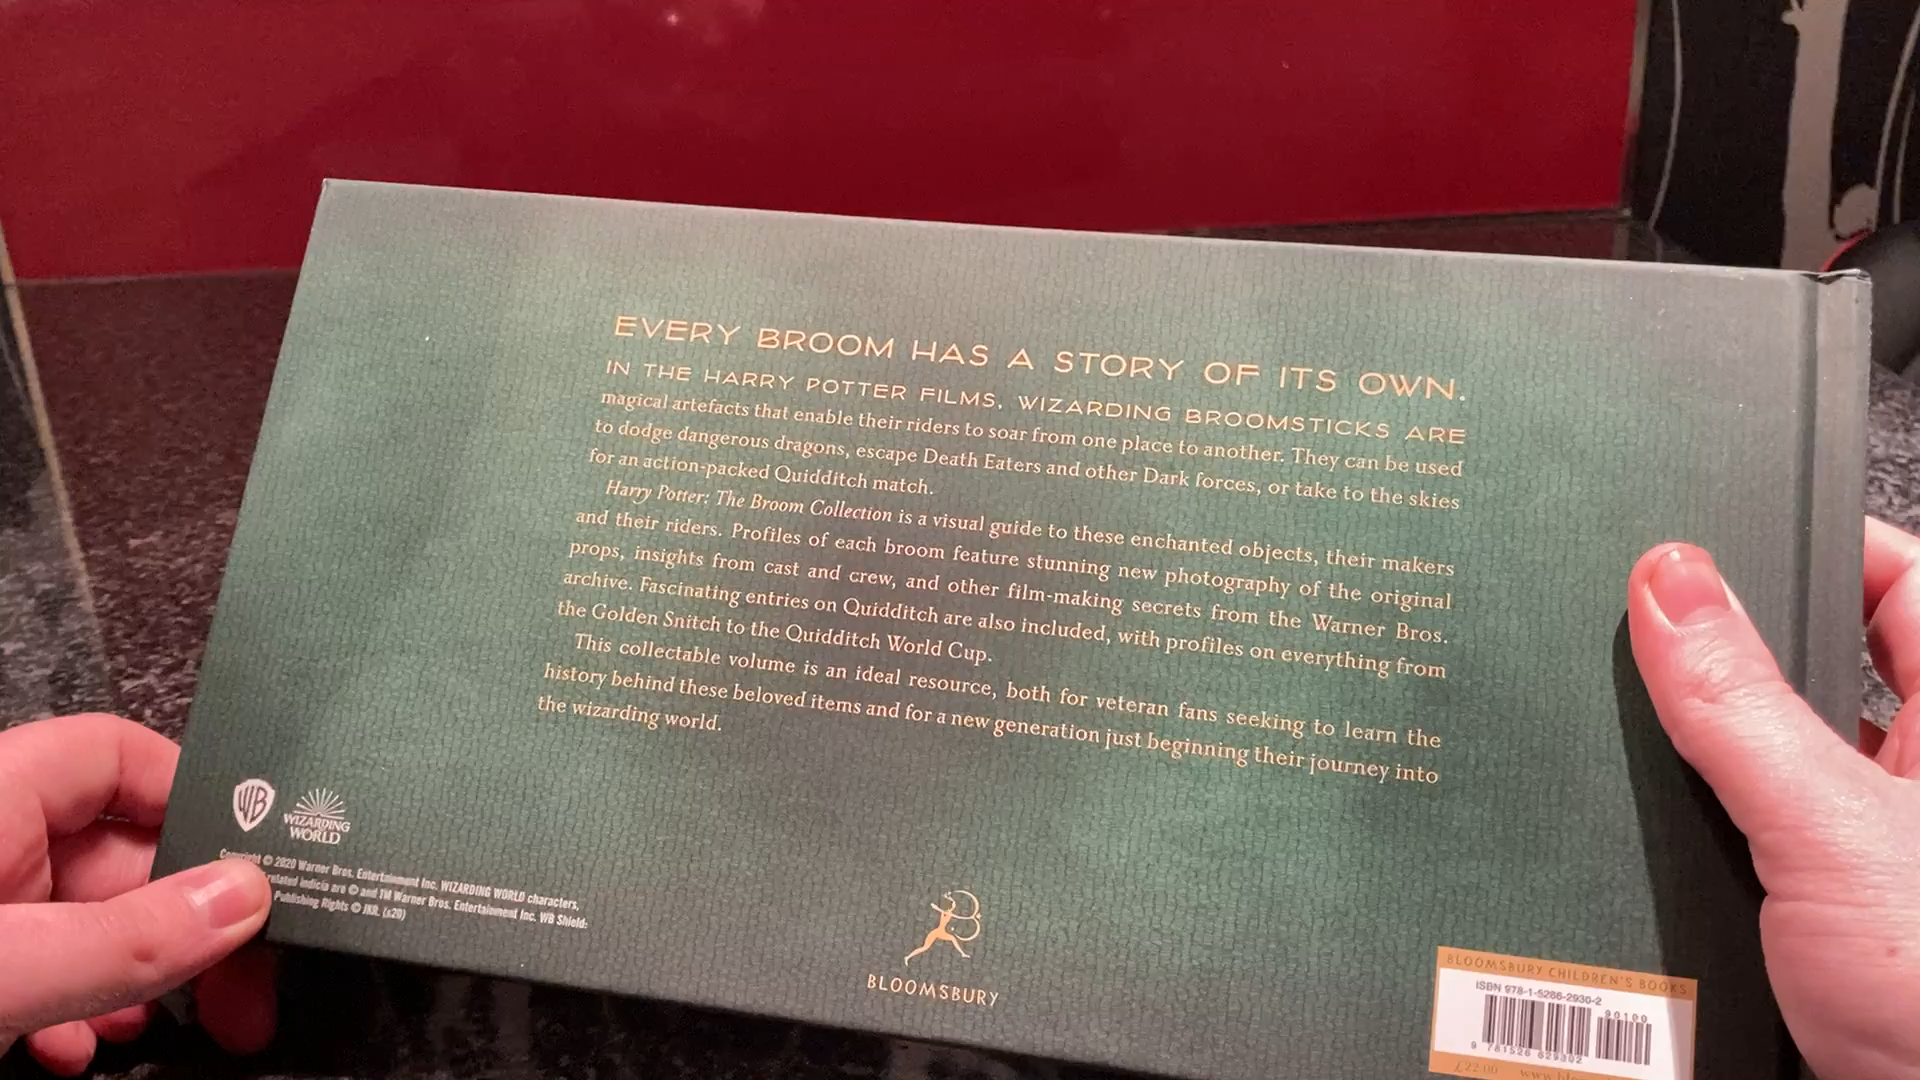 EVERY BROOM HAS A STORY OF ITS OWN.
IN THE HARRY POTTER FILMS, WIZARDING BROOMSTICKS ARE
magical artefacts that enable their riders to soar from one place to another. They can be used
to dodge dangerous dragons, escape Death Eaters and other Dark forces, or take to the skies
for an action-packed Quidditch match.
Harry Potter: The Broom Collection is a visual guide to these enchanted objects, their makers
and their riders. Profiles of each broom feature stunning new photography of the original
props, insights from cast and crew, and other film-making secrets from the Warner Bros.
archive. Fascinating entries on Quidditch are also included, with profiles on everything from
the Golden Snitch to the Quidditch World Cup.
This collectable volume is an ideal resource, both for veteran fans seeking to learn the
history behind these beloved items and for a new generation just beginning their journey into
the wizarding world.
WB
WIZARDING
WORLD
Copyright © 2020 Warner Bros. Entertainment Inc. WIZARDING WORLD characters,
related indicia are © and TM Warner Bros. Entertainment Inc. WB Shield:
Publishing Rights © JKR. (s20)
BLOOMSBURY
BLOOMSBURY CHILDREN'S BOOKS
ISBN 978-1-5266-2930-2
90100
9 781526 629302
£22.00